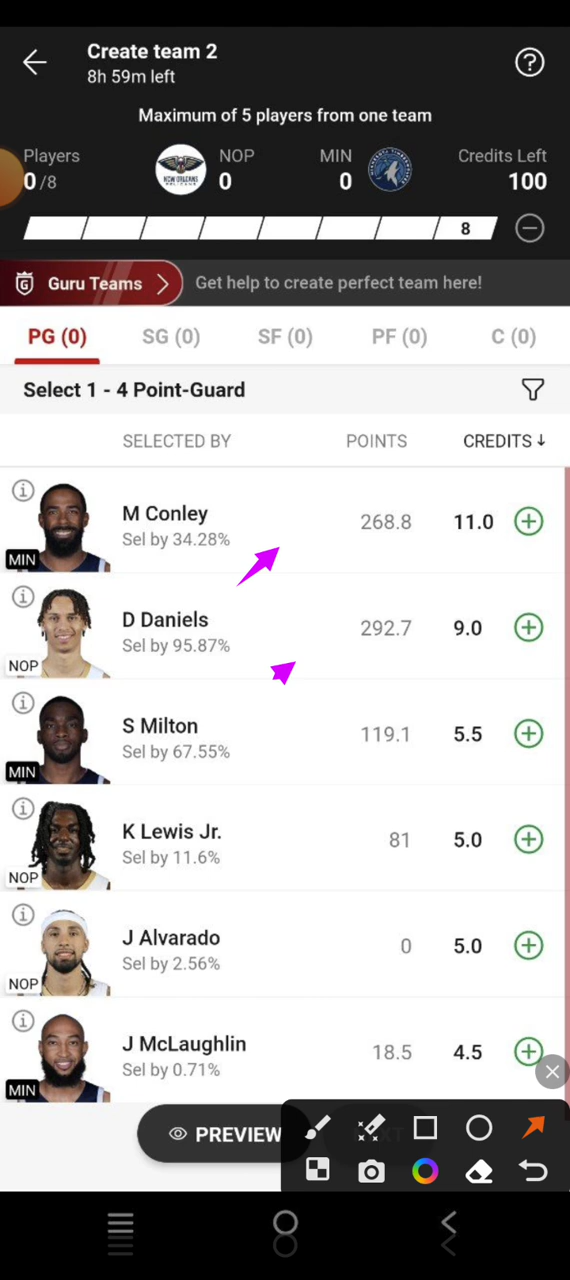 Create team 2
8h 59m left
Maximum of 5 players from one team
Players NOP MIN Credits Left
0/8 0 0 100
NEW ORLEANS
8
Guru Teams Get help to create perfect team here!
PG (0) SG (0) SF (0) PF (0) C (0)
Select 1 - 4 Point-Guard
SELECTED BY POINTS CREDITS↓
M Conley 268.8 11.0
Sel by 34.28%
MIN
D Daniels 292.7 9.0
Sel by 95.87%
NOP
S Milton 119.1 5.5
Sel by 67.55%
MIN
K Lewis Jr. 81 5.0
Sel by 11.6%
NOP
J Alvarado 0 5.0
Sel by 2.56%
NOP
J McLaughlin 18.5 4.5
Sel by 0.71%
MIN
PREVIEW